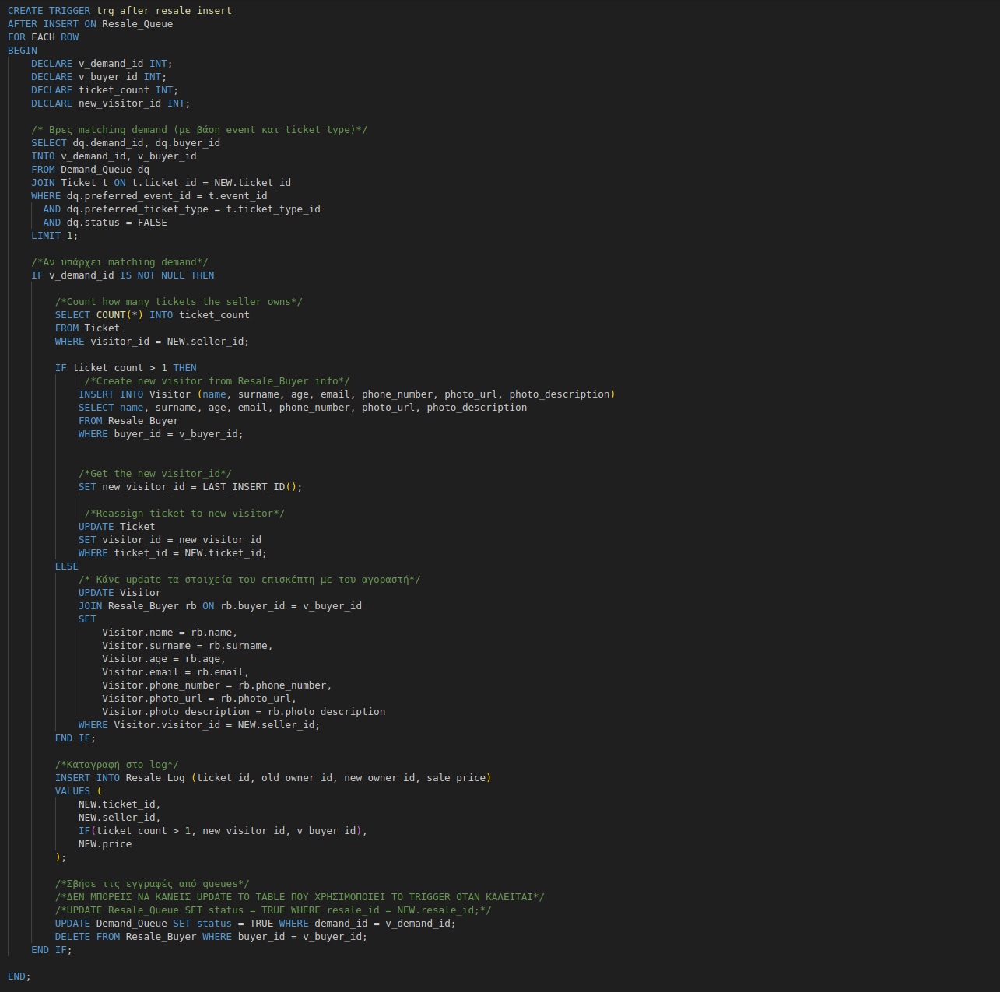 CREATE TRIGGER trg_after_resale_insert
AFTER INSERT ON Resale_Queue
FOR EACH ROW
BEGIN
DECLARE v_demand_id INT;
DECLARE v_buyer_id INT;
DECLARE ticket_count INT;
DECLARE new_visitor_id INT;
/* Βρες matching demand (με βάση event και ticket type)*/
SELECT dq.demand_id, dq.buyer_id
INTO v_demand_id, v_buyer_id
FROM Demand_Queue dq
JOIN Ticket t ON t.ticket_id = NEW.ticket_id
WHERE dq.preferred_event_id = t.event_id
AND dq.preferred_ticket_type = t.ticket_type_id
AND dq.status = FALSE
LIMIT 1;
/*Αν υπάρχει matching demand*/
IF v_demand_id IS NOT NULL THEN
/*Count how many tickets the seller owns*/
SELECT COUNT(*) INTO ticket_count
FROM Ticket
WHERE visitor_id = NEW.seller_id;
IF ticket_count > 1 THEN
/*Create new visitor from Resale_Buyer info*/
INSERT INTO Visitor (name, surname, age, email, phone_number, photo_url, photo_description)
SELECT name, surname, age, email, phone_number, photo_url, photo_description
FROM Resale_Buyer
WHERE buyer_id = v_buyer_id;
/*Get the new visitor_id*/
SET new_visitor_id = LAST_INSERT_ID();
/*Reassign ticket to new visitor*/
UPDATE Ticket
SET visitor_id = new_visitor_id
WHERE ticket_id = NEW.ticket_id;
ELSE
/* Κάνε update τα στοιχεία του επισκέπτη με του αγοραστή*/
UPDATE Visitor
JOIN Resale_Buyer rb ON rb.buyer_id = v_buyer_id
SET
Visitor.name = rb.name,
Visitor.surname = rb.surname,
Visitor.age = rb.age,
Visitor.email = rb.email,
Visitor.phone_number = rb.phone_number,
Visitor.photo_url = rb.photo_url,
Visitor.photo_description = rb.photo_description
WHERE Visitor.visitor_id = NEW.seller_id;
END IF;
/*Καταγραφή στο log*/
INSERT INTO Resale_Log (ticket_id, old_owner_id, new_owner_id, sale_price)
VALUES (
NEW.ticket_id,
NEW.seller_id,
IF(ticket_count > 1, new_visitor_id, v_buyer_id),
NEW.price
);
/*Σβήσε τις εγγραφές από queues*/
/*ΔΕΝ ΜΠΟΡΕΙΣ ΝΑ ΚΑΝΕΙΣ UPDATE ΤΟ TABLE ΠΟΥ ΧΡΗΣΙΜΟΠΟΙΕΙ ΤΟ TRIGGER ΟΤΑΝ ΚΑΛΕΙΤΑΙ*/
/*UPDATE Resale_Queue SET status = TRUE WHERE resale_id = NEW.resale_id;*/
UPDATE Demand_Queue SET status = TRUE WHERE demand_id = v_demand_id;
DELETE FROM Resale_Buyer WHERE buyer_id = v_buyer_id;
END IF;
END;